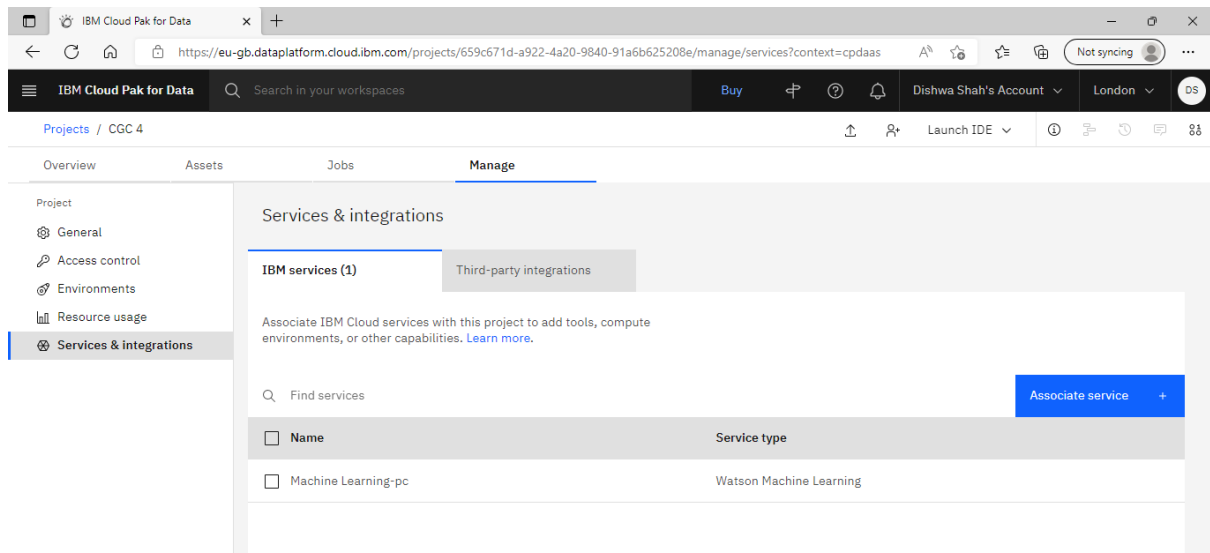 IBM Cloud Pak for Data
https://eu-gb.dataplatform.cloud.ibm.com/projects/659c671d-a922-4a20-9840-91a6b625208e/manage/services?context=cpdaas
Not syncing
IBM Cloud Pak for Data
Search in your workspaces
Buy
Dishwa Shah's Account
London
DS
Projects / CGC 4
Launch IDE
Overview
Assets
Jobs
Manage
Project
General
Access control
Environments
Resource usage
Services & integrations
Services & integrations
IBM services (1)
Third-party integrations
Associate IBM Cloud services with this project to add tools, compute
environments, or other capabilities. Learn more.
Find services
Associate service +
Name
Service type
Machine Learning-pc
Watson Machine Learning